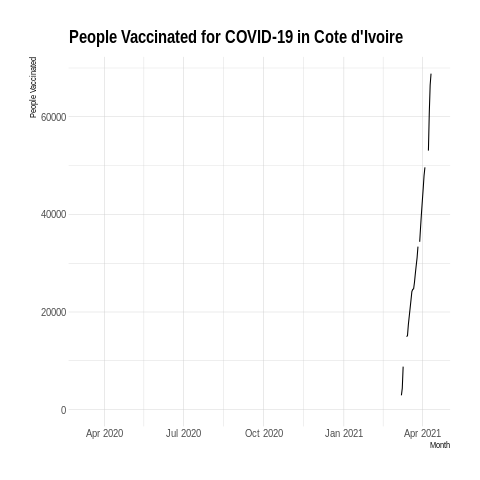 People Vaccinated for COVID-19 in Cote d'Ivoire
People Vaccinated
60000
40000
20000
0
Apr 2020 Jul 2020 Oct 2020 Jan 2021 Apr 2021
Month